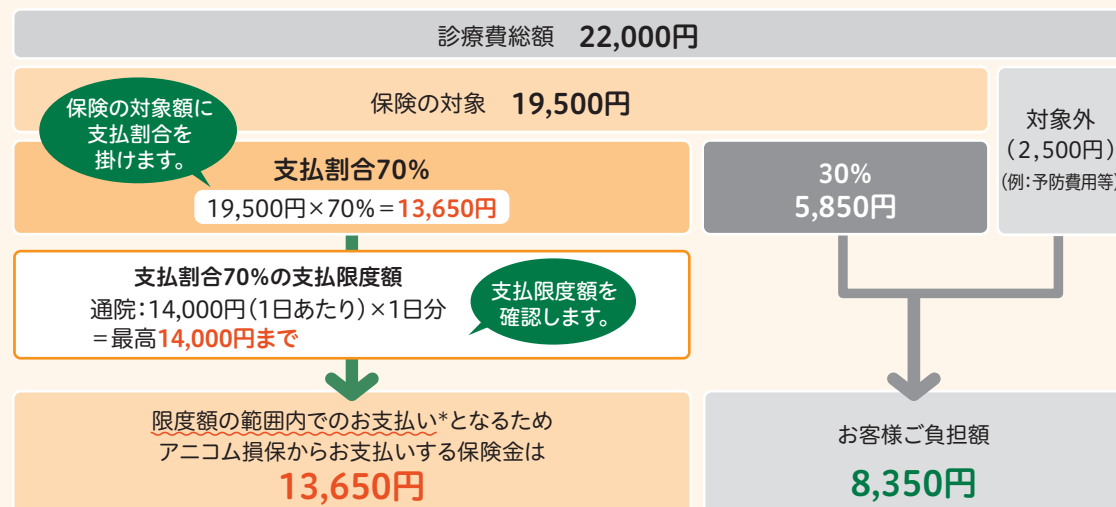 診療費総額 22,000円
保険の対象 19,500円
保険の対象額に
支払割合を
掛けます。
対象外
(2,500円)
(例:予防費用等)
支払割合70%
19,500円×70%=13,650円
30%
5,850円
支払割合70%の支払限度額
通院:14,000円(1日あたり)×1日分
=最高14,000円まで
支払限度額を
確認します。
限度額の範囲内でのお支払い*となるため
アニコム損保からお支払いする保険金は
13,650円
お客様ご負担額
8,350円